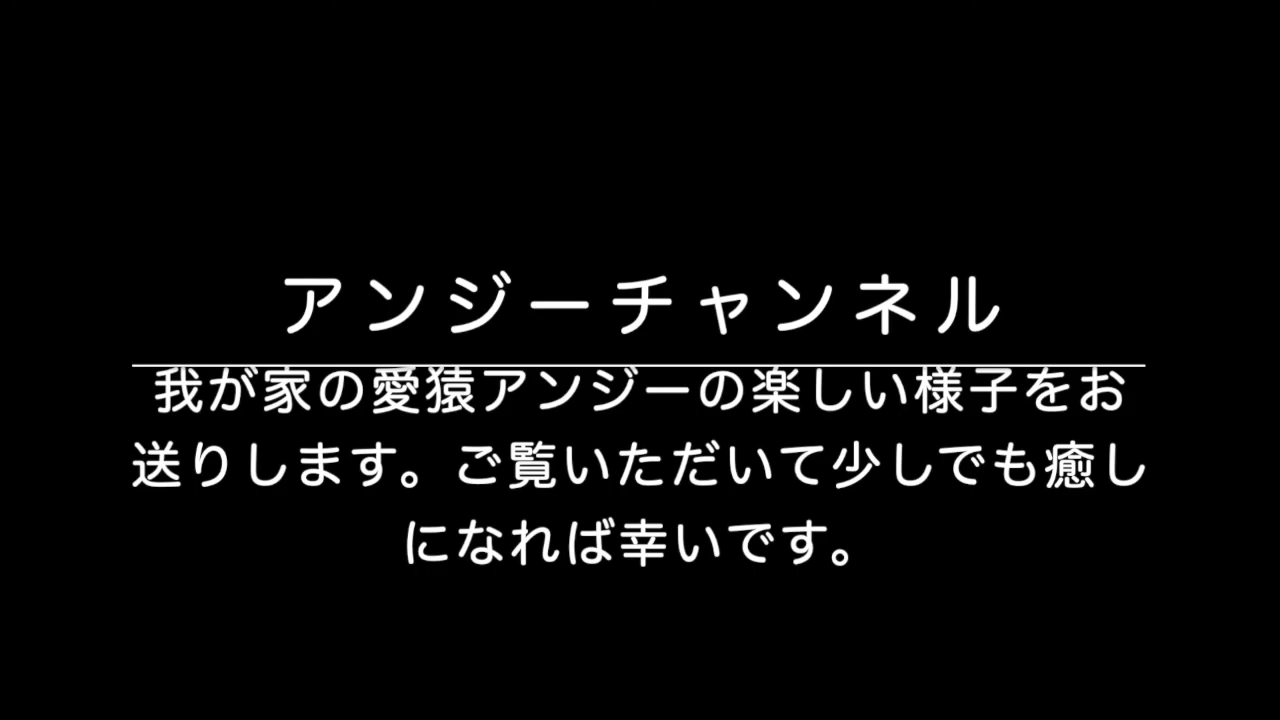 アンジーチャンネル
我が家の愛猿アンジーの楽しい様子をお
送りします。ご覧いただいて少しでも癒し
になれば幸いです。